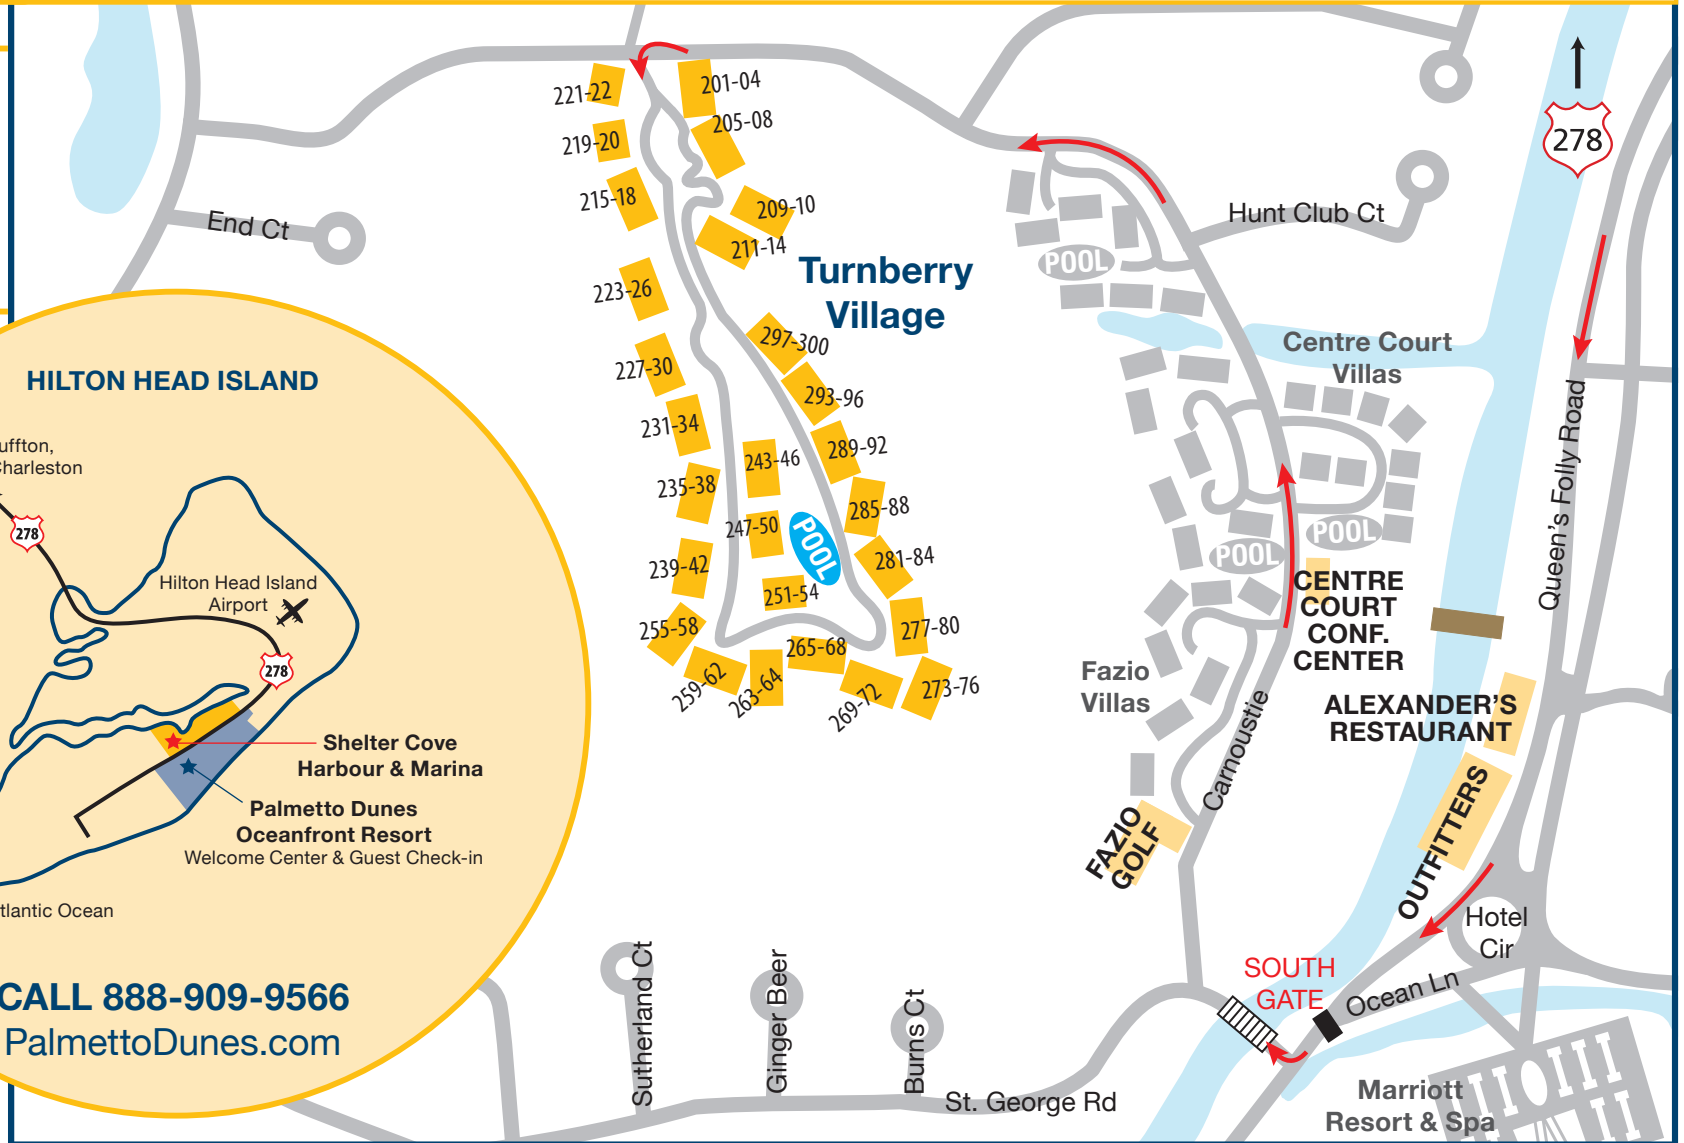 221-22
201-04
205-08
219-20
215-18
209-10
211-14
End Ct
Turnberry
Village
223-26
227-30
231-34
235-38
239-42
243-46
247-50
251-54
POOL
297-300
293-96
289-92
285-88
281-84
277-80
273-76
255-58
259-62
263-64
265-68
269-72
278
Hunt Club Ct
POOL
Centre Court
Villas
Queen's Folly Road
POOL
POOL
CENTRE
COURT
CONF.
CENTER
Fazio
Villas
ALEXANDER'S
RESTAURANT
Carnoustie
OUTFITTERS
FAZIO
GOLF
Hotel
Cir
SOUTH
GATE
Ocean Ln
Marriott
Resort & Spa
Sutherland Ct
Ginger Beer
Burns Ct
St. George Rd
HILTON HEAD ISLAND
uffton,
Charleston
278
Hilton Head Island
Airport
278
Shelter Cove
Harbour & Marina
Palmetto Dunes
Oceanfront Resort
Welcome Center & Guest Check-in
tlantic Ocean
CALL 888-909-9566
PalmettoDunes.com